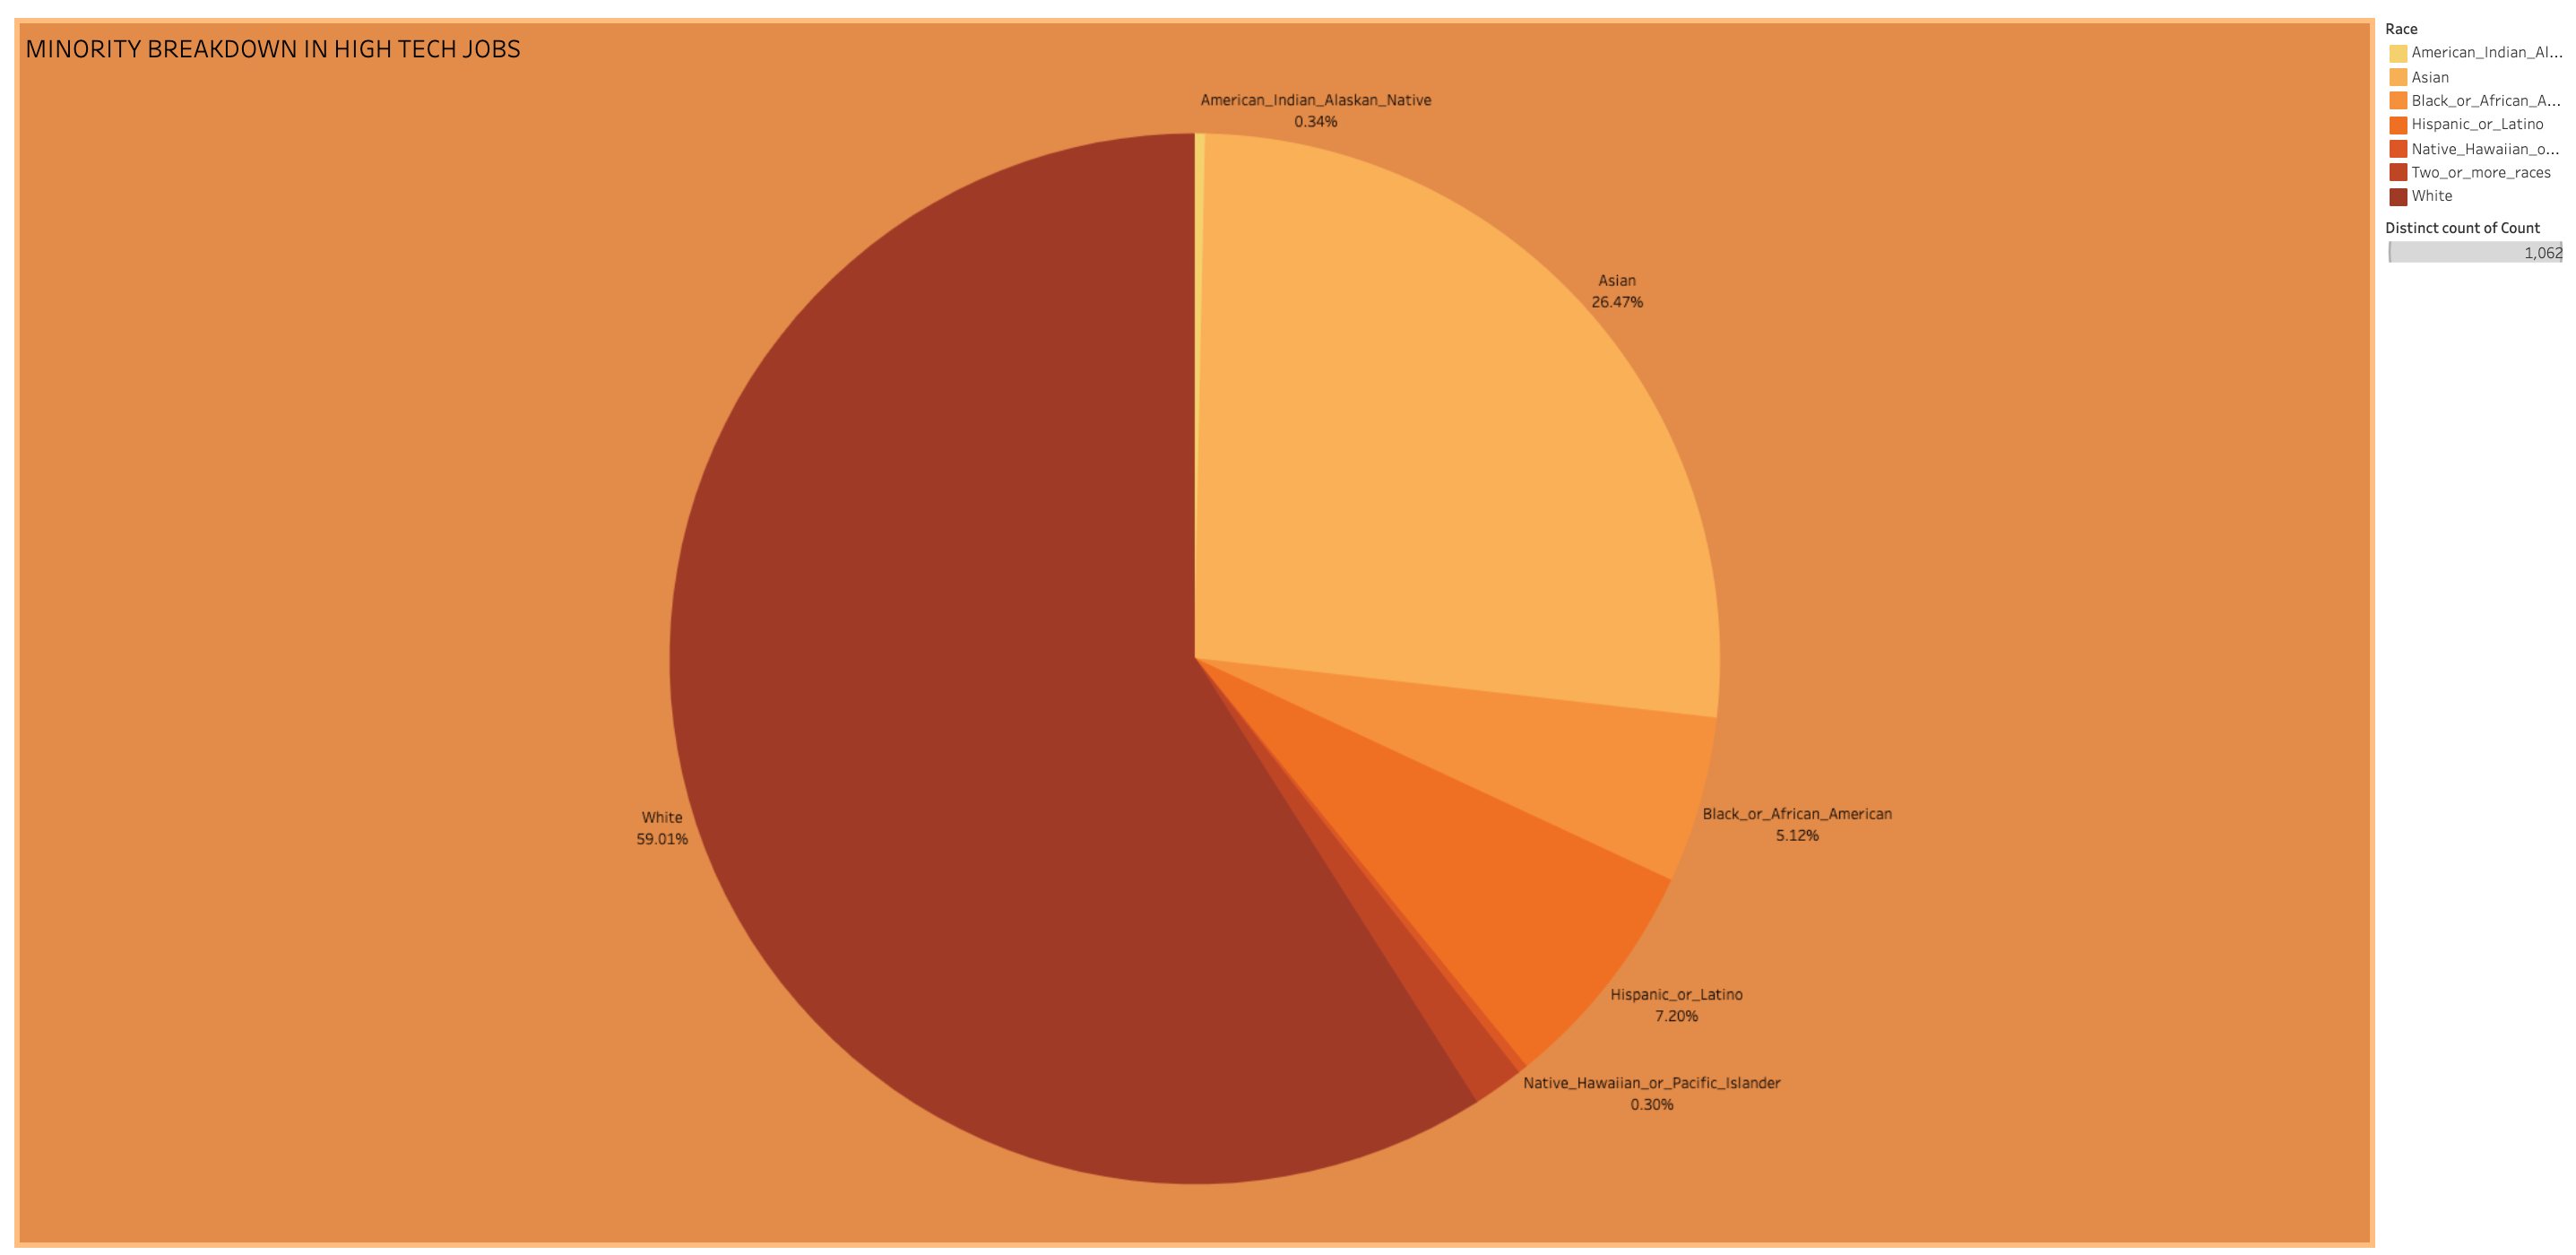 MINORITY BREAKDOWN IN HIGH TECH JOBS
American_Indian_Alaskan_Native
0.34%
Asian
26.47%
Black_or_African_American
5.12%
Hispanic_or_Latino
7.20%
Native_Hawaiian_or_Pacific_Islander
0.30%
White
59.01%
Race
American_Indian_Al...
Asian
Black_or_African_A...
Hispanic_or_Latino
Native_Hawaiian_o...
Two_or_more_races
White
Distinct count of Count
1,062